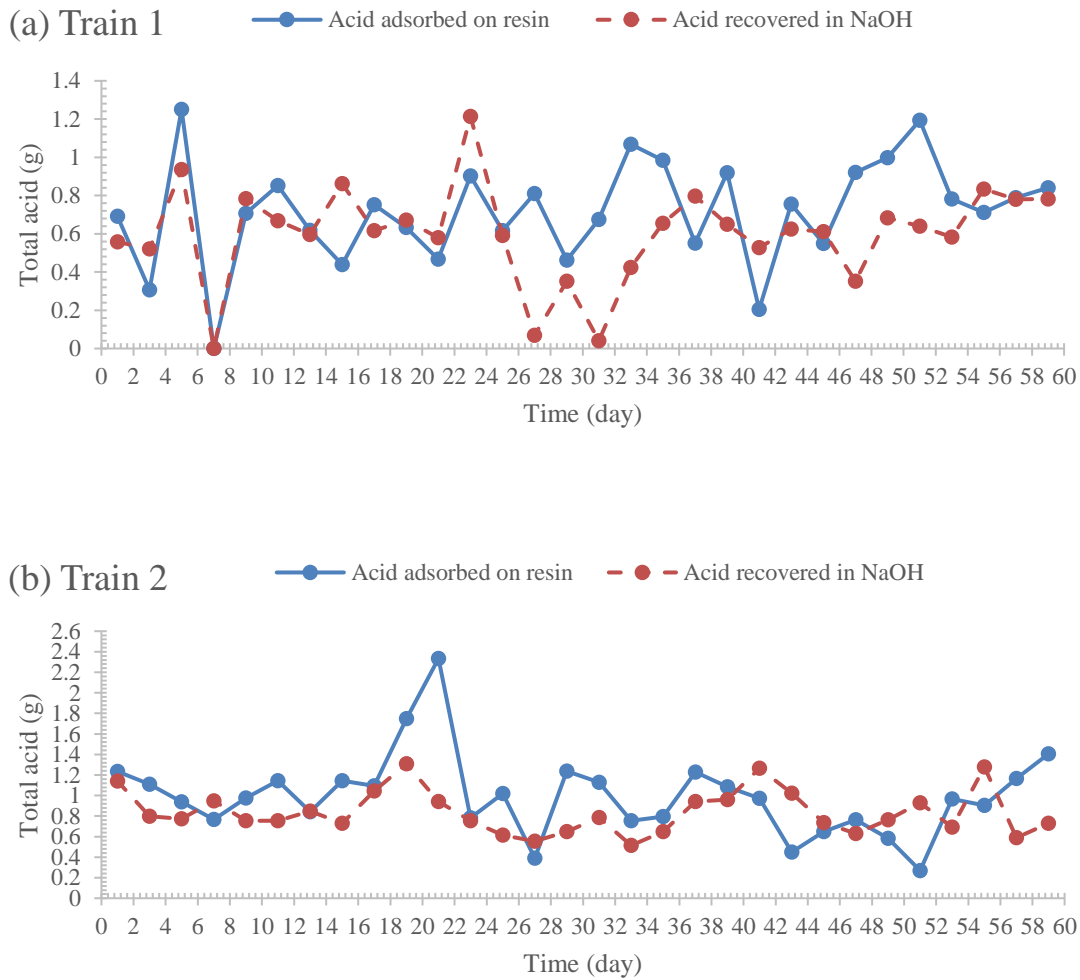 (a) Train 1
Acid adsorbed on resin Acid recovered in NaOH
1.4
1.2
1
0.8
0.6
0.4
0.2
0
Total acid (g)
0 2 4 6 8 10 12 14 16 18 20 22 24 26 28 30 32 34 36 38 40 42 44 46 48 50 52 54 56 58 60
Time (day)
(b) Train 2
Acid adsorbed on resin Acid recovered in NaOH
2.6
2.4
2.2
2
1.8
1.6
1.4
1.2
1
0.8
0.6
0.4
0.2
0
Total acid (g)
0 2 4 6 8 10 12 14 16 18 20 22 24 26 28 30 32 34 36 38 40 42 44 46 48 50 52 54 56 58 60
Time (day)